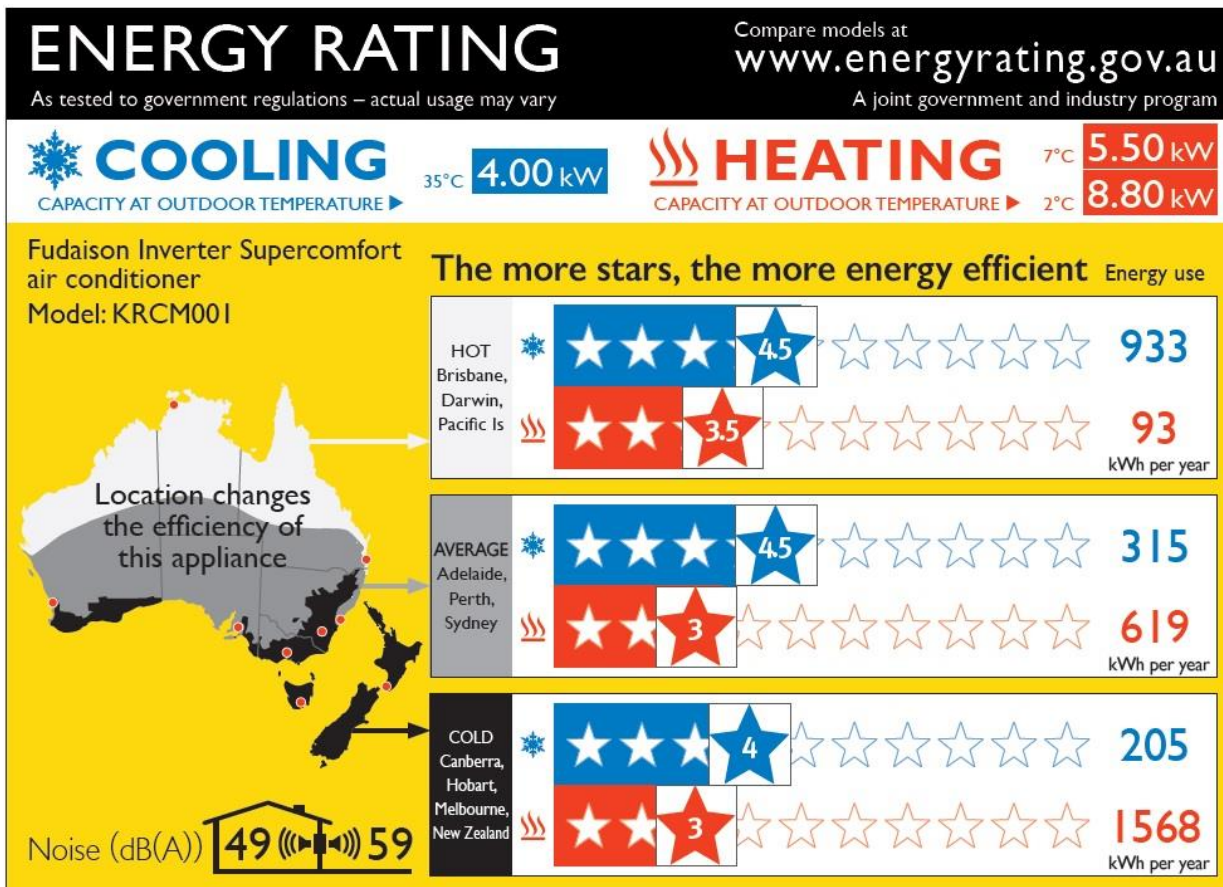 ENERGY RATING
As tested to government regulations – actual usage may vary
Compare models at
www.energyrating.gov.au
A joint government and industry program
COOLING
CAPACITY AT OUTDOOR TEMPERATURE ▶
35°C 4.00 kW
HEATING
CAPACITY AT OUTDOOR TEMPERATURE ▶
7°C 5.50 kW
2°C 8.80 kW
Fudaison Inverter Supercomfort
air conditioner
Model: KRCM001
Location changes
the efficiency of
this appliance
Noise (dB(A)) 49 59
The more stars, the more energy efficient Energy use
HOT
Brisbane,
Darwin,
Pacific Is
4.5 933
3.5 93
kWh per year
AVERAGE
Adelaide,
Perth,
Sydney
4.5 315
3 619
kWh per year
COLD
Canberra,
Hobart,
Melbourne,
New Zealand
4 205
3 1568
kWh per year